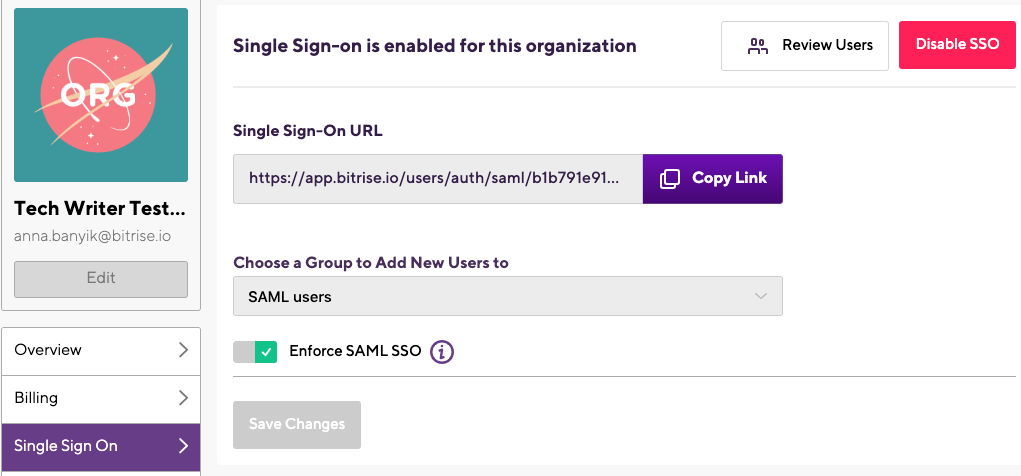 ORG
Tech Writer Test...
anna.banyik@bitrise.io
Edit
Overview
Billing
Single Sign On
Single Sign-on is enabled for this organization
Review Users
Disable SSO
Single Sign-On URL
https://app.bitrise.io/users/auth/saml/b1b791e91...
Copy Link
Choose a Group to Add New Users to
SAML users
Enforce SAML SSO
Save Changes